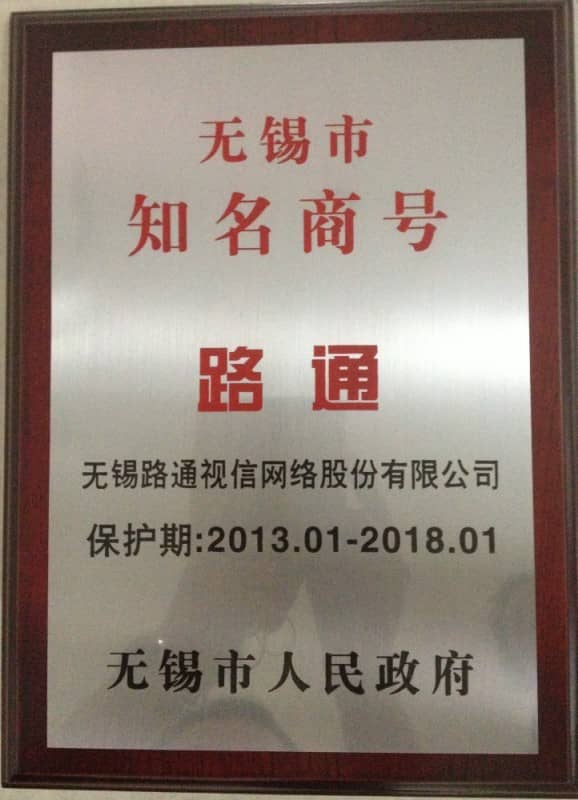 无锡市
知名商号
路通
无锡路通视信网络股份有限公司
保护期:2013.01-2018.01
无锡市人民政府